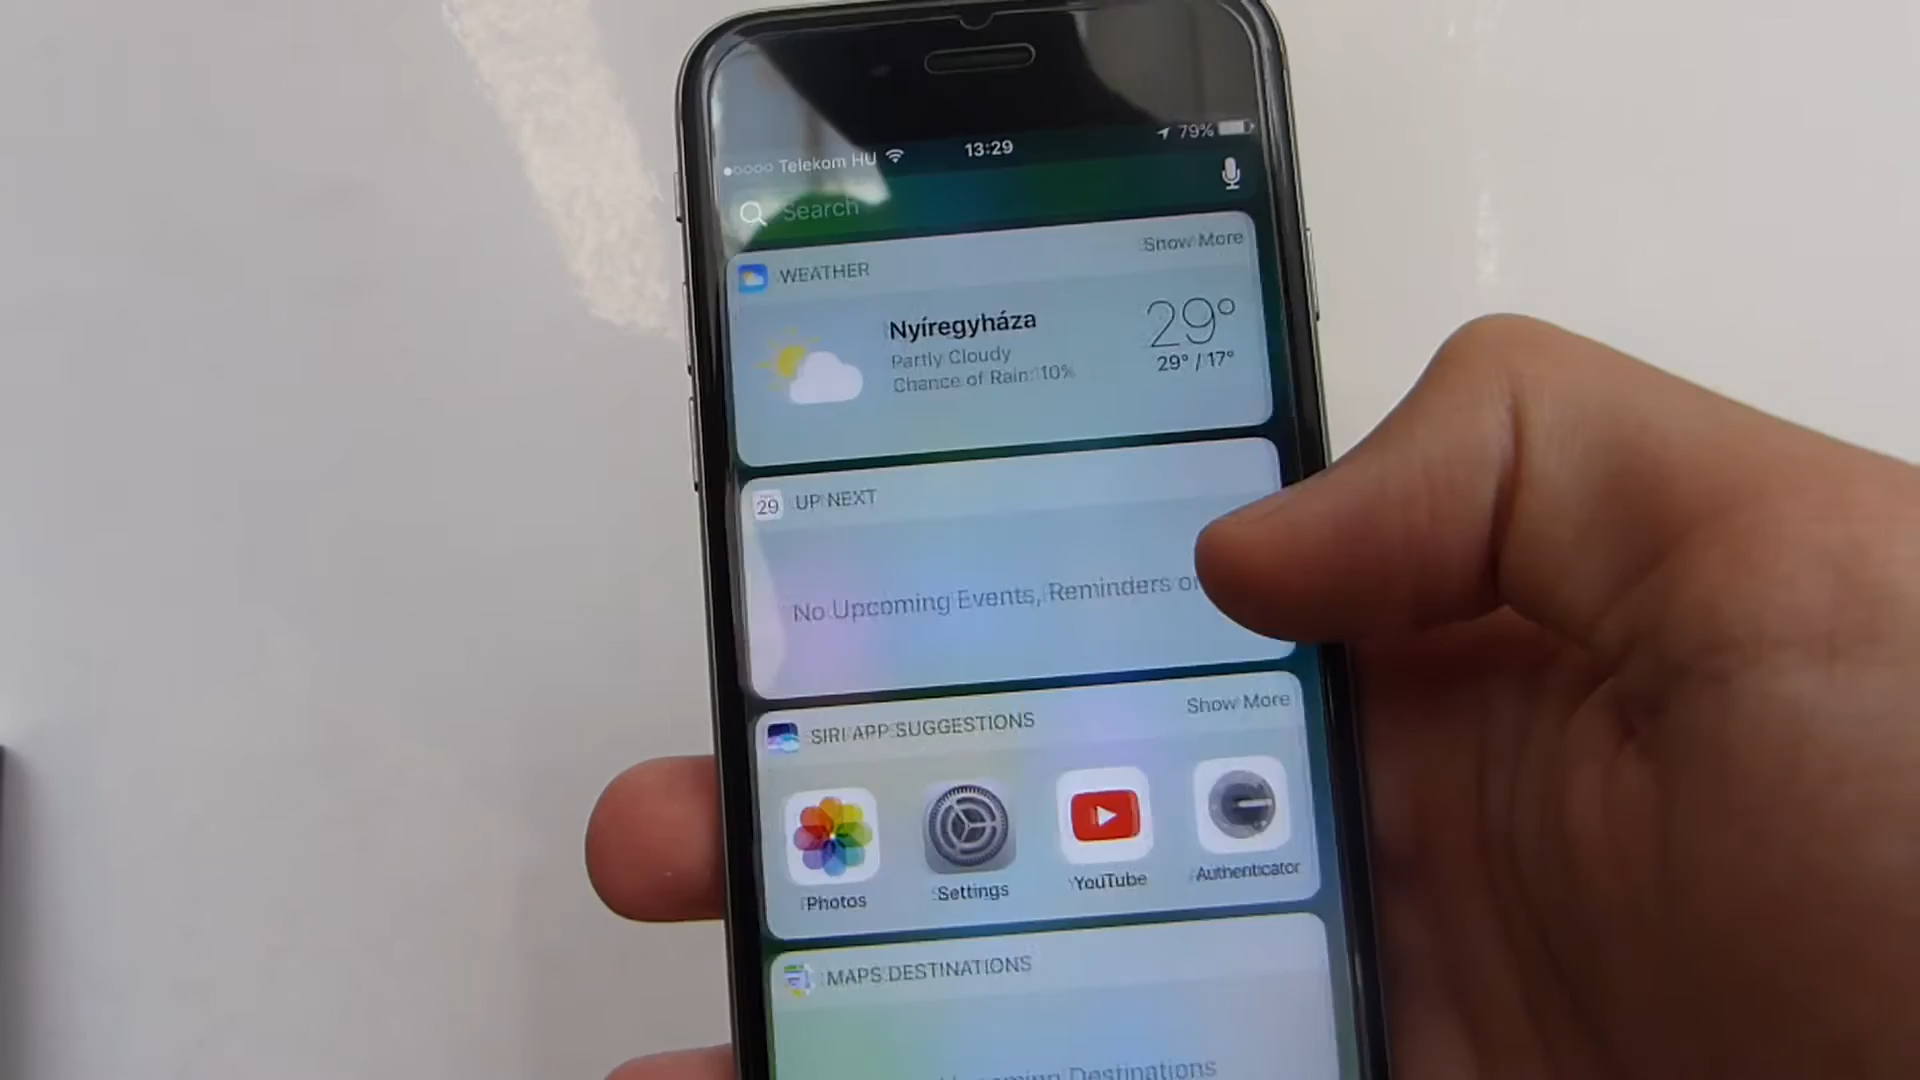 Telekom HU 13:29 79%
Search
WEATHER Show More
Nyíregyháza 29°
Partly Cloudy 29° / 17°
Chance of Rain: 10%
29 UP NEXT
No Upcoming Events, Reminders or
SIRI APP SUGGESTIONS Show More
Photos Settings YouTube Authenticator
MAPS DESTINATIONS
Destinations